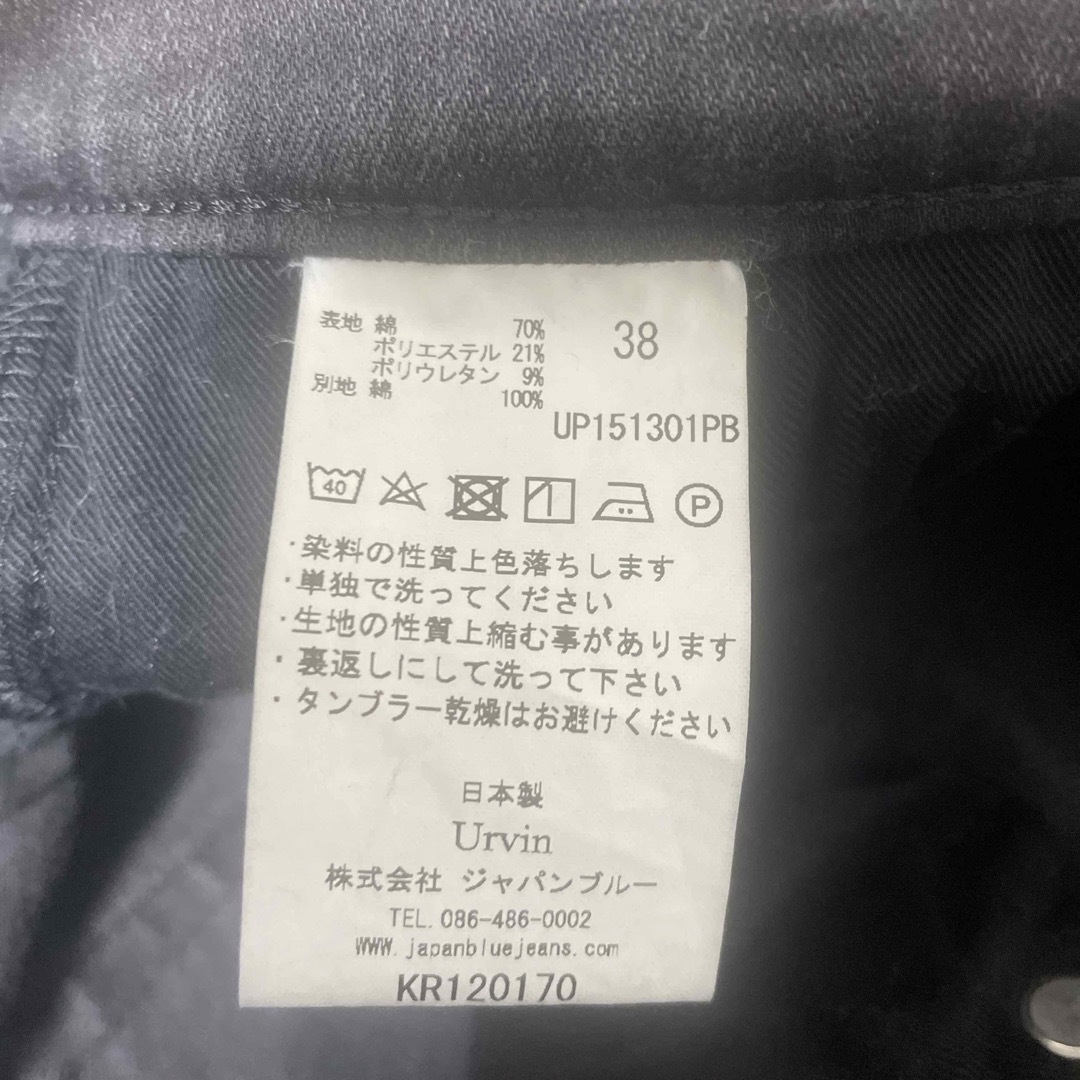 表地 綿 70%
ポリエステル 21%
ポリウレタン 9%
別地 綿 100%
38
UP151301PB
40 P
・染料の性質上色落ちします
・単独で洗ってください
・生地の性質上縮む事があります
・裏返しにして洗って下さい
・タンブラー乾燥はお避けください
日本製
Urvin
株式会社 ジャパンブルー
TEL. 086-486-0002
WWW. japanbluejeans. com
KR120170